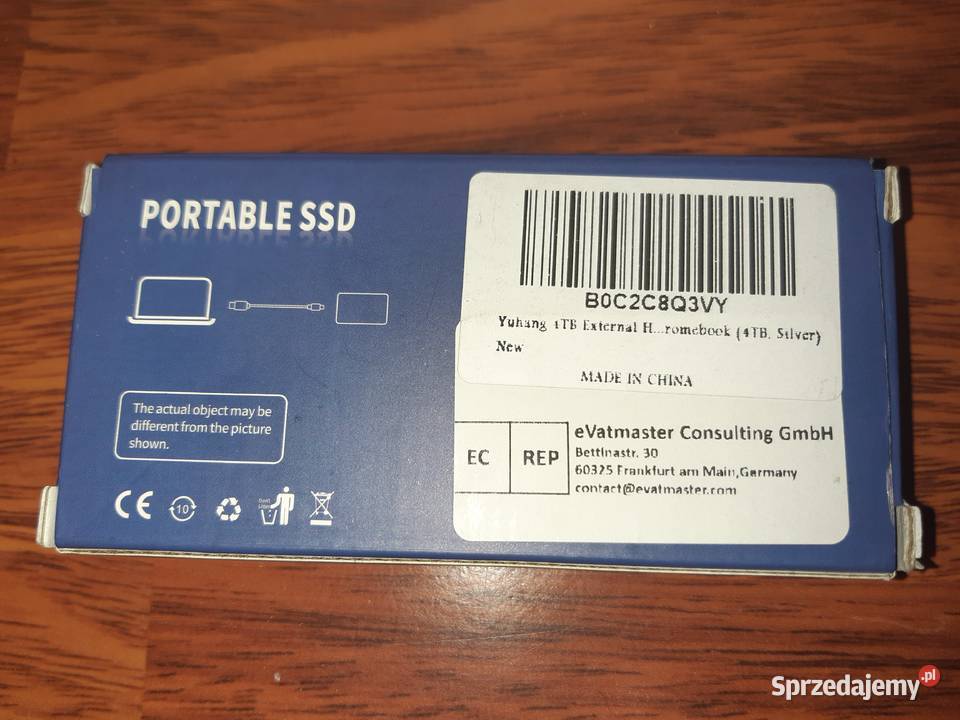 PORTABLE SSD
The actual object may be
different from the picture
shown.
CE
10
B0C2C8Q3VY
Yuhang 4TB External H...romebook (4TB, Silver)
New
MADE IN CHINA
EC REP
eVatmaster Consulting GmbH
Bettinastr. 30
60325 Frankfurt am Main,Germany
contact@evatmaster.com
Sprzedajemy.pl